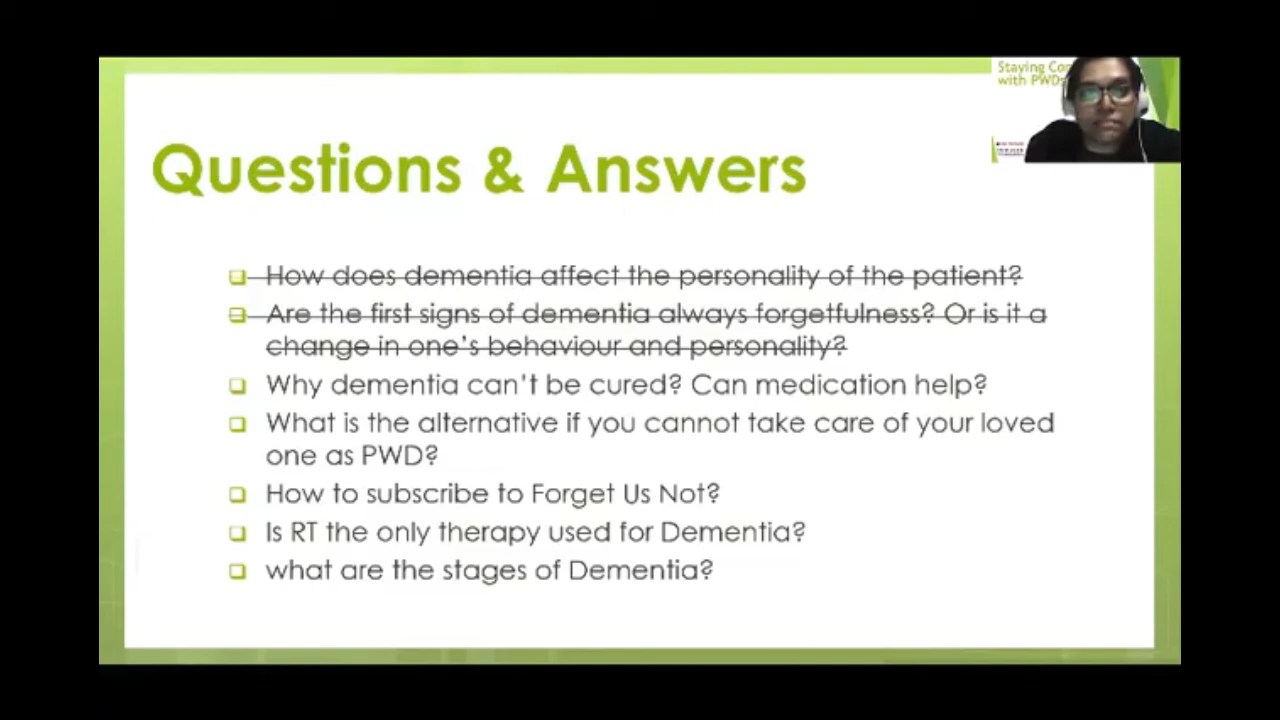 Staying
with PWDs
Questions & Answers
How does dementia affect the personality of the patient?
Are the first signs of dementia always forgetfulness? Or is it a
change in one's behaviour and personality?
Why dementia can't be cured? Can medication help?
What is the alternative if you cannot take care of your loved
one as PWD?
How to subscribe to Forget Us Not?
Is RT the only therapy used for Dementia?
what are the stages of Dementia?